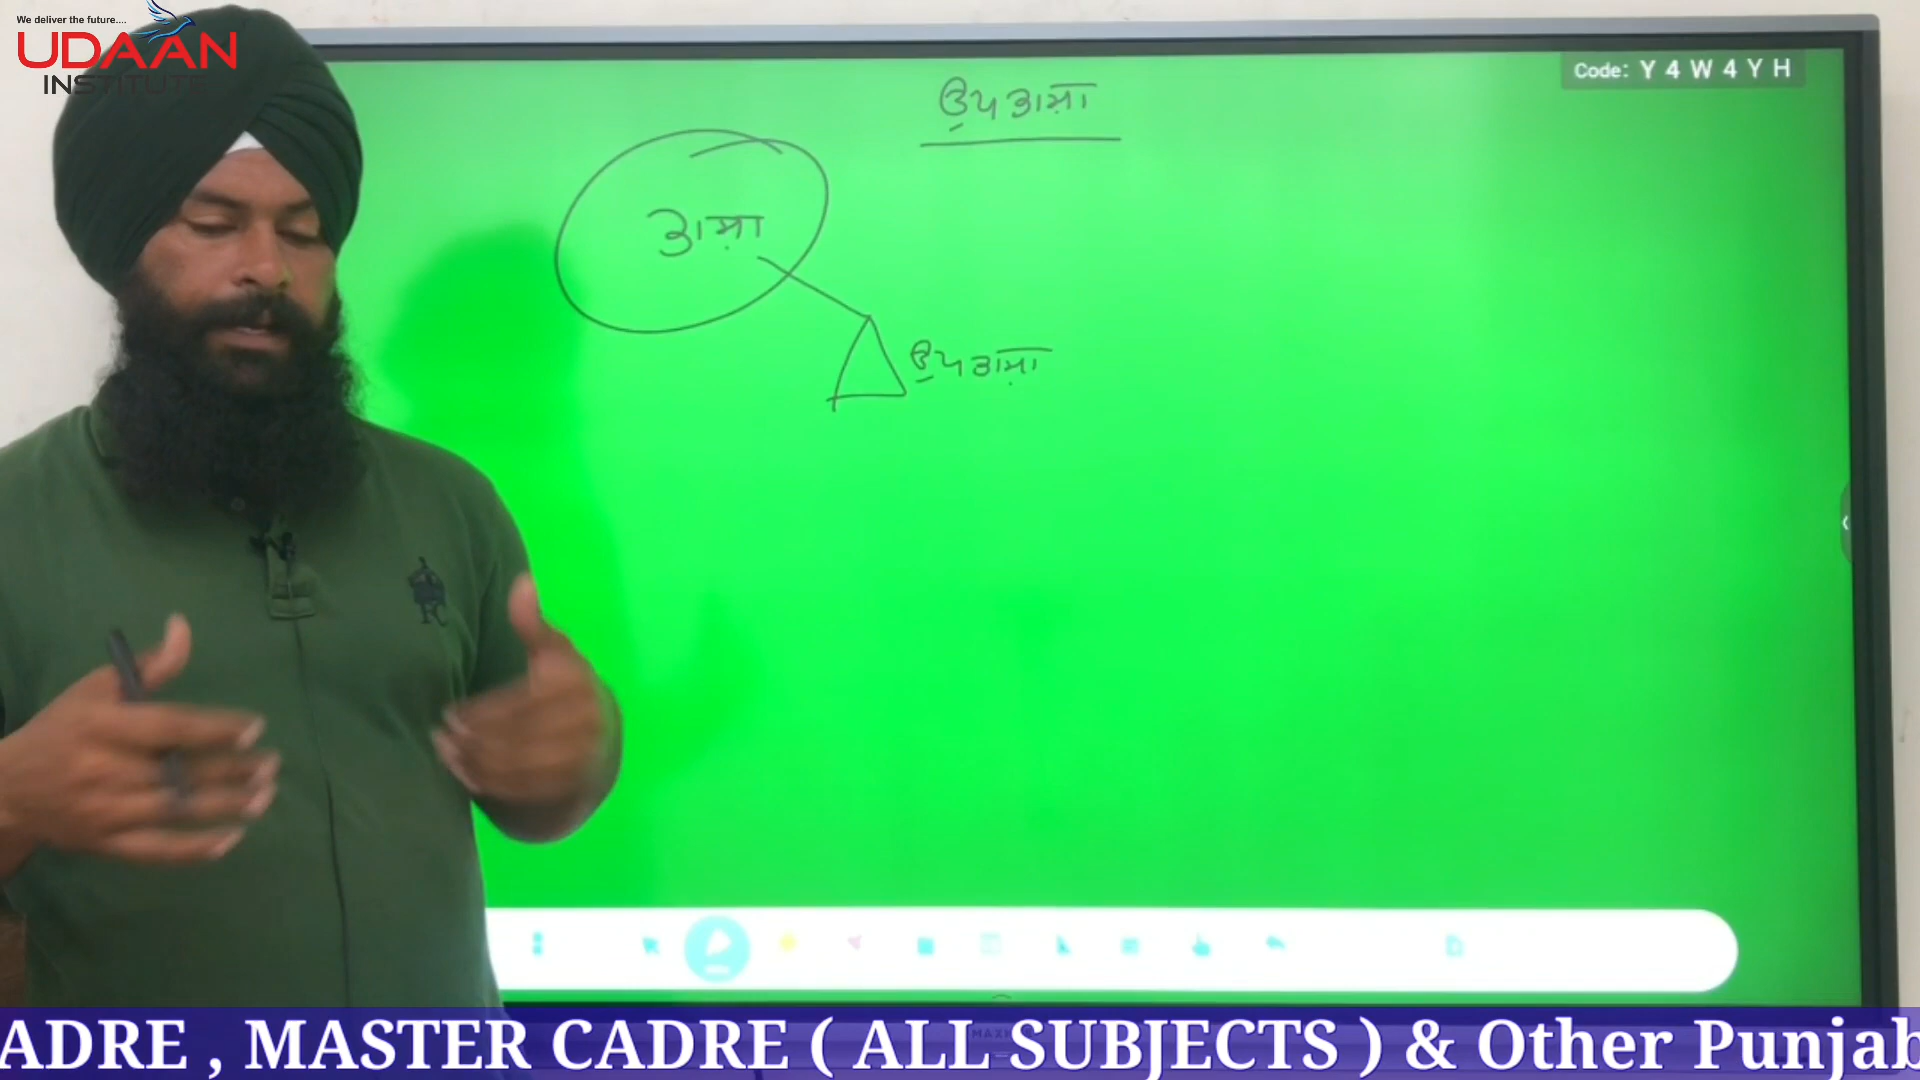 We deliver the future....
UDAAN
INSTITUTE
Code: Y 4 W 4 Y H
ਉਪਭਾਸ਼ਾ
ਭਾਸ਼ਾ
ਉਪਭਾਸ਼ਾ
ADRE , MASTER CADRE ( ALL SUBJECTS ) & Other Punjab